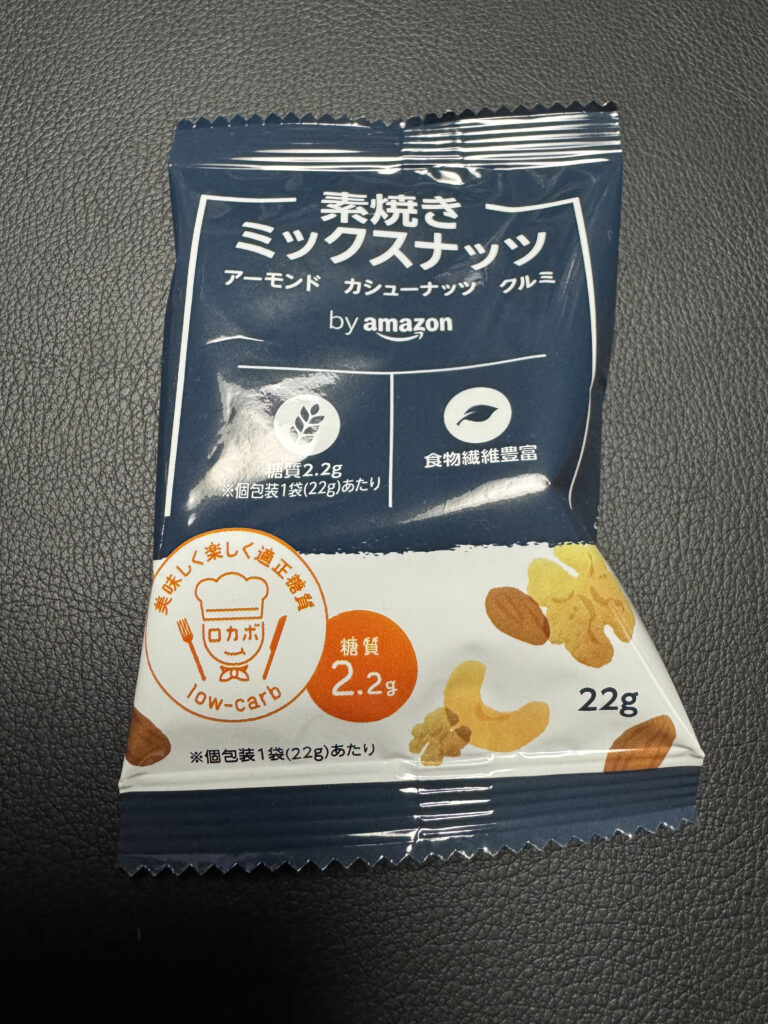 素焼き
ミックスナッツ
アーモンド カシューナッツ クルミ
by amazon
糖質2.2g
※個包装1袋(22g)あたり
食物繊維豊富
美味しく楽しく適正糖質
ロカボ
low-carb
糖質
2.2g
22g
※個包装1袋(22g)あたり